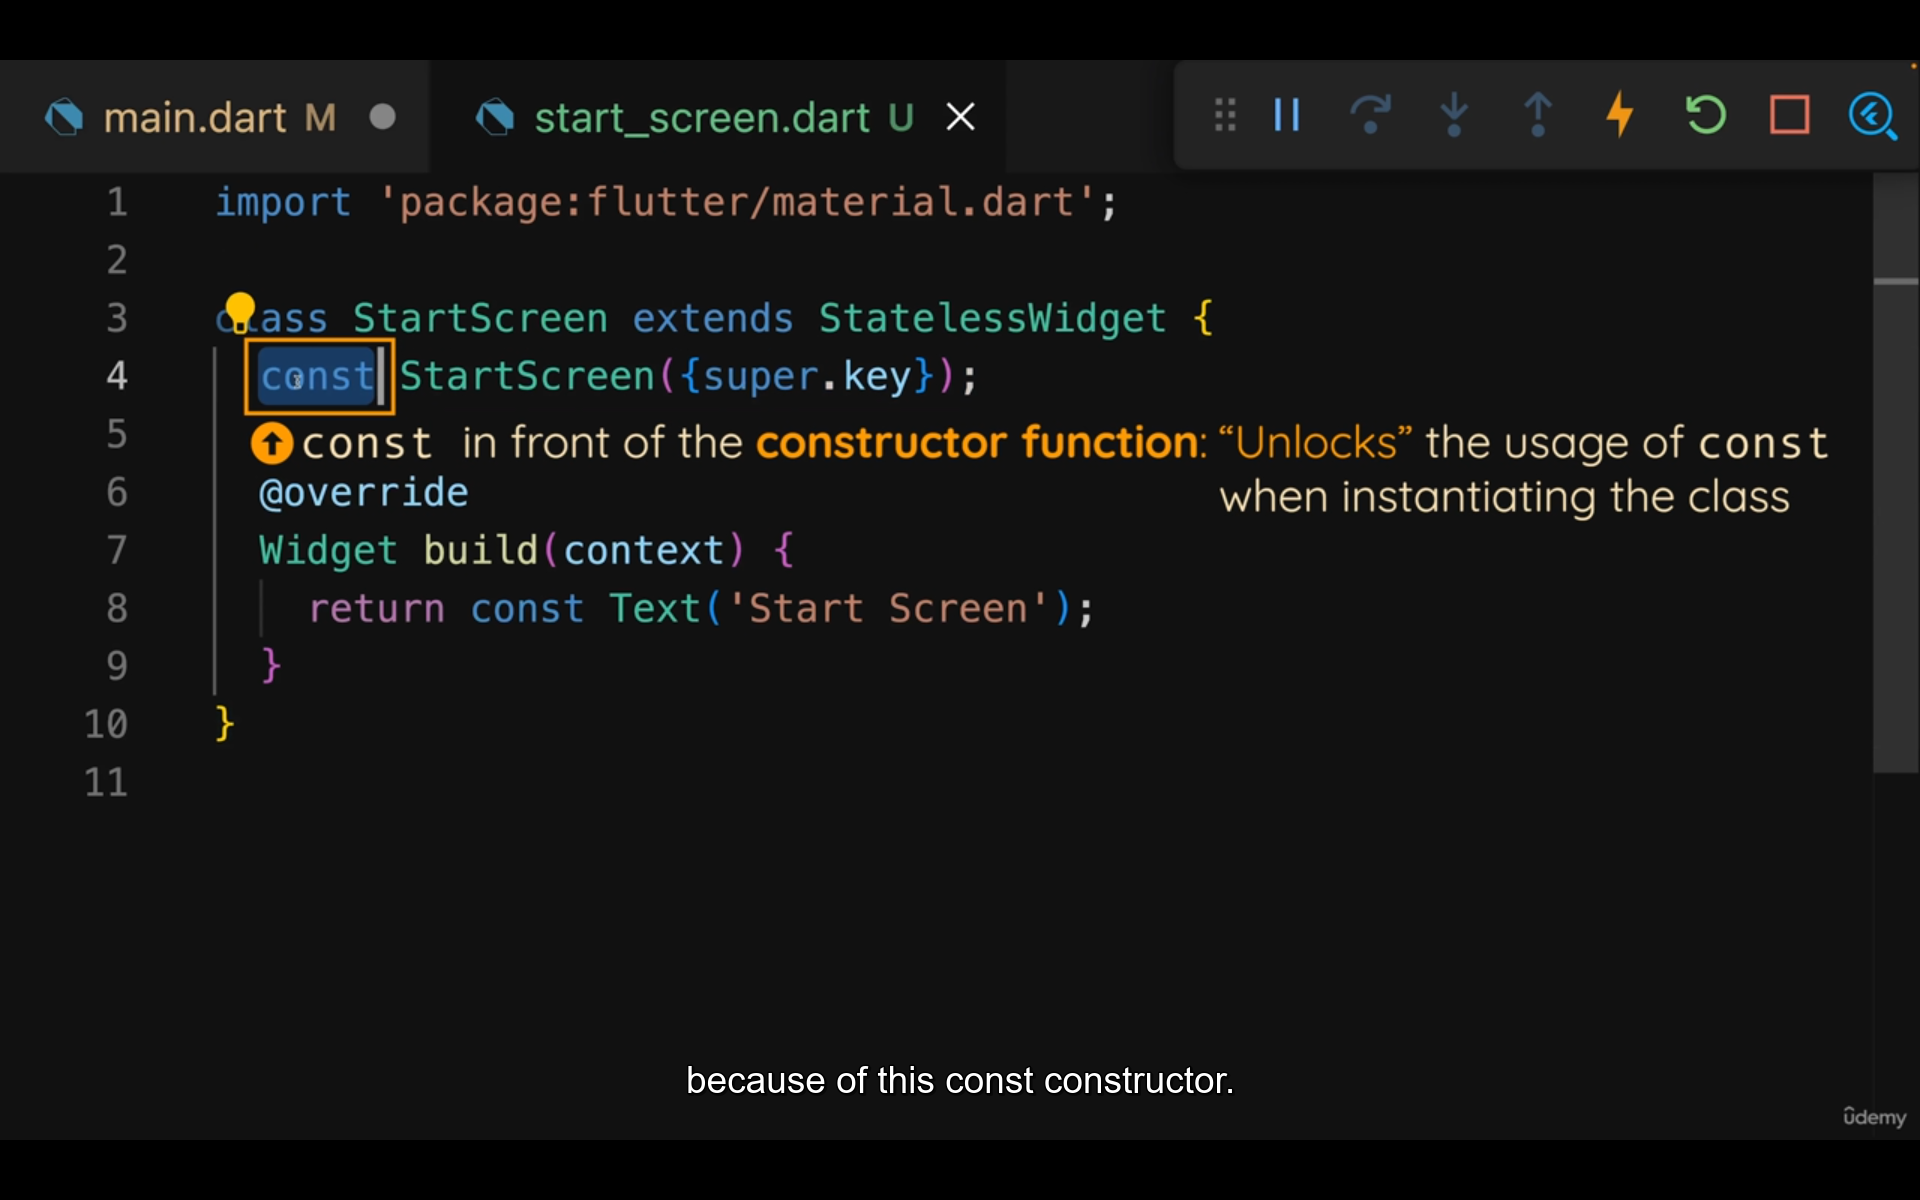 main.dart M
start_screen.dart U
1 import 'package:flutter/material.dart';
2
3 class StartScreen extends StatelessWidget {
4 const StartScreen({super.key});
5
const in front of the constructor function: “Unlocks” the usage of const
when instantiating the class
6 @override
7 Widget build(context) {
8 return const Text('Start Screen');
9 }
10 }
11
because of this const constructor.
ûdemy